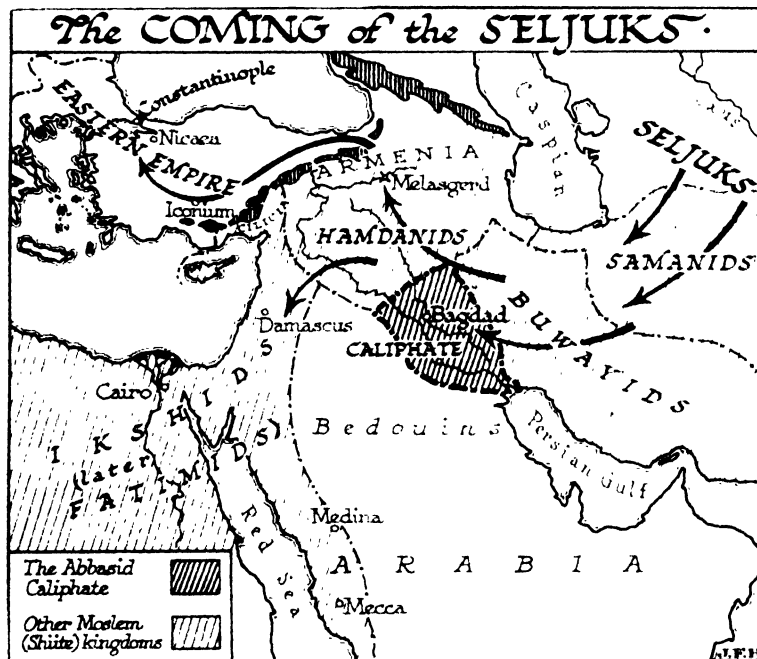 The COMING of the SELJUKS.
Constantinople
Nicaea
EASTERN EMPIRE
Iconium
Cilicia
ARMENIA
Melasgerd
Caspian
SELJUKS
HAMDANIDS
SAMANIDS
BUWAYIDS
Bagdad
CALIPHATE
Damascus
Cairo
IKSHIDS
(later
FATIMIDS)
Bedouins
Persian Gulf
Red Sea
Medina
Mecca
ARABIA
The Abbasid
Caliphate
Other Moslem
(Shiite) kingdoms
J.F.H